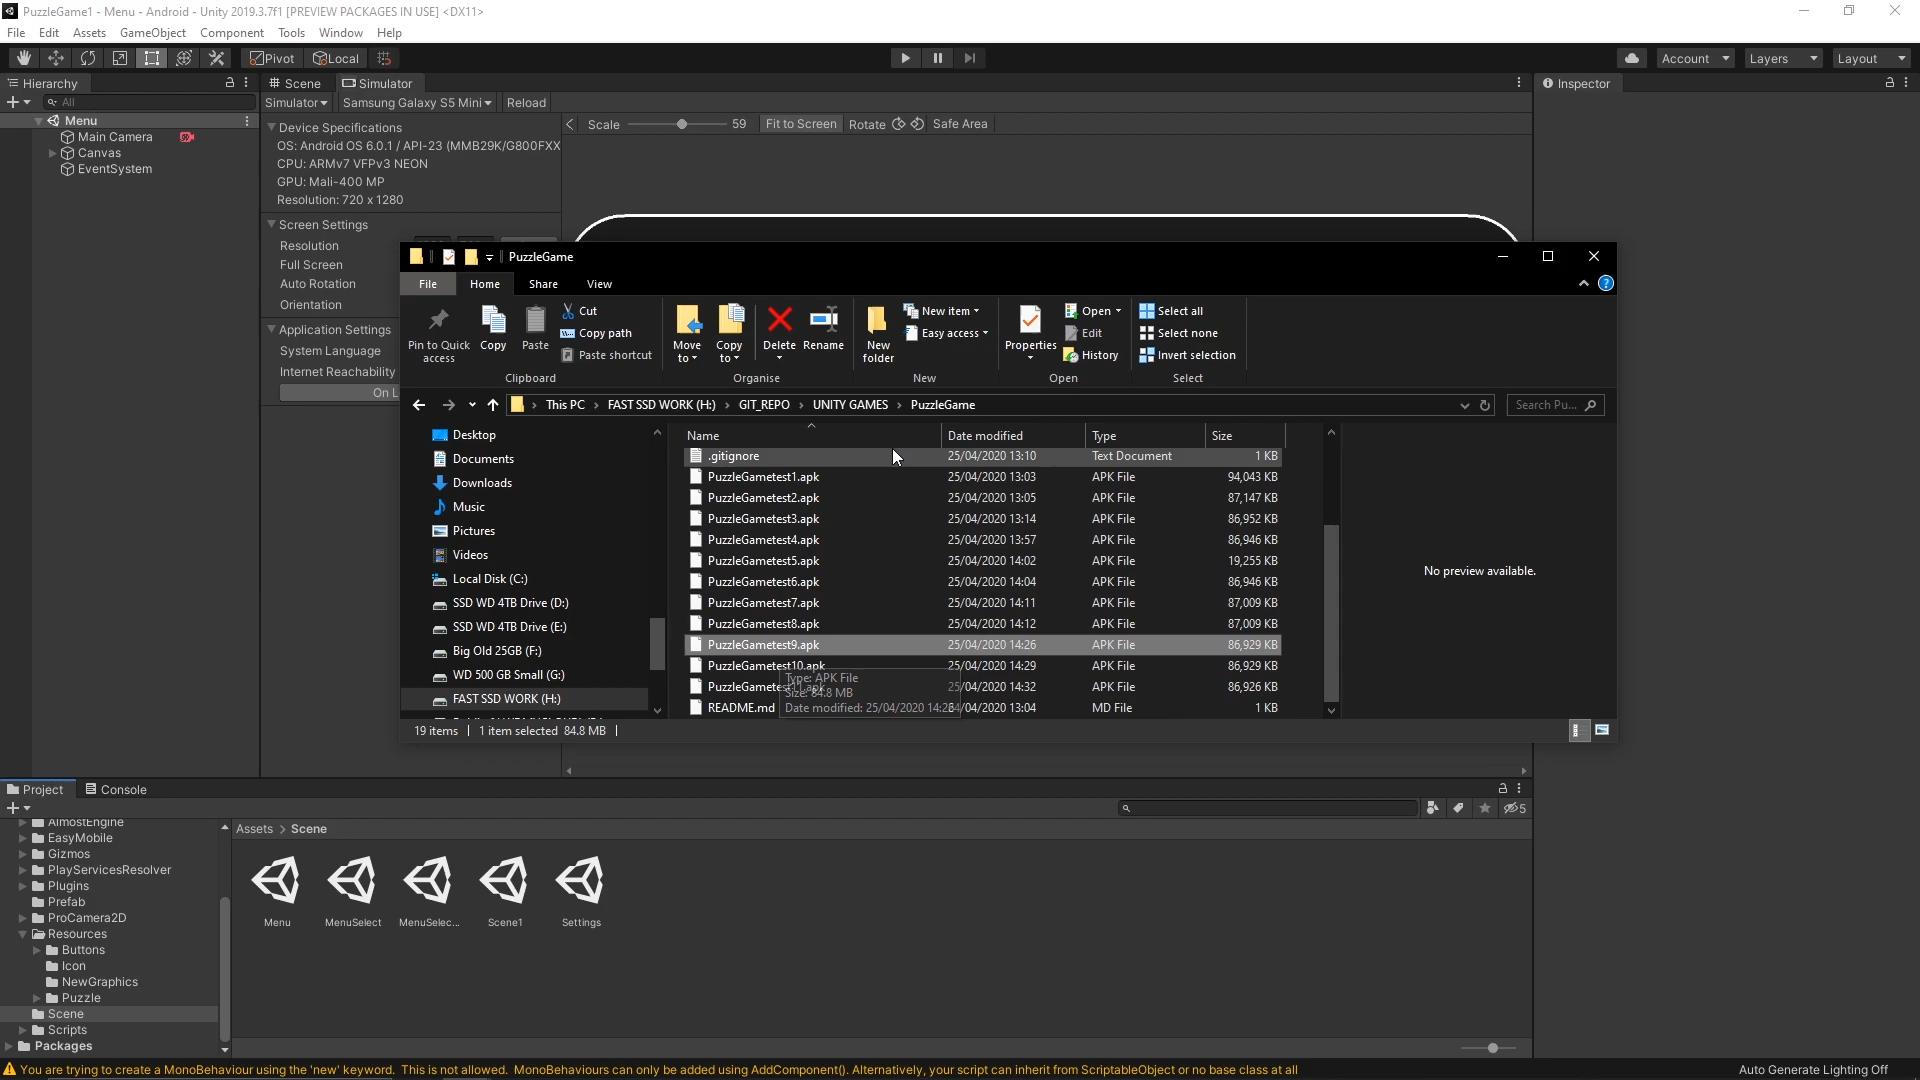 PuzzleGame1 - Menu - Android - Unity 2019.3.7f1 [PREVIEW PACKAGES IN USE] <DX11>
File Edit Assets GameObject Component Tools Window Help
Pivot Local
Account Layers Layout
Hierarchy
All
Menu
Main Camera
Canvas
EventSystem
Scene Simulator
Simulator Samsung Galaxy S5 Mini Reload
Scale 59 Fit to Screen Rotate Safe Area
Inspector
Device Specifications
OS: Android OS 6.0.1 / API-23 (MMB29K/G800FXX
CPU: ARMv7 VFPv3 NEON
GPU: Mali-400 MP
Resolution: 720 x 1280
Screen Settings
Resolution
Full Screen
Auto Rotation
Orientation
Application Settings
System Language
Internet Reachability
On L
PuzzleGame
File Home Share View
Pin to Quick access
Copy
Paste
Cut
Copy path
Paste shortcut
Clipboard
Move to
Copy to
Delete
Rename
Organise
New folder
New item
Easy access
New
Properties
Open
Edit
History
Open
Select all
Select none
Invert selection
Select
This PC FAST SSD WORK (H:) GIT_REPO UNITY GAMES PuzzleGame
Search Pu...
Desktop
Documents
Downloads
Music
Pictures
Videos
Local Disk (C:)
SSD WD 4TB Drive (D:)
SSD WD 4TB Drive (E:)
Big Old 25GB (F:)
WD 500 GB Small (G:)
FAST SSD WORK (H:)
Name Date modified Type Size
.gitignore 25/04/2020 13:10 Text Document 1 KB
PuzzleGametest1.apk 25/04/2020 13:03 APK File 94,043 KB
PuzzleGametest2.apk 25/04/2020 13:05 APK File 87,147 KB
PuzzleGametest3.apk 25/04/2020 13:14 APK File 86,952 KB
PuzzleGametest4.apk 25/04/2020 13:57 APK File 86,946 KB
PuzzleGametest5.apk 25/04/2020 14:02 APK File 19,255 KB
PuzzleGametest6.apk 25/04/2020 14:04 APK File 86,946 KB
PuzzleGametest7.apk 25/04/2020 14:11 APK File 87,009 KB
PuzzleGametest8.apk 25/04/2020 14:12 APK File 87,009 KB
PuzzleGametest9.apk 25/04/2020 14:26 APK File 86,929 KB
PuzzleGametest10.apk 25/04/2020 14:29 APK File 86,929 KB
PuzzleGametest11.apk 25/04/2020 14:32 APK File 86,926 KB
README.md 4/04/2020 13:04 MD File 1 KB
Type: APK File
Size: 84.8 MB
Date modified: 25/04/2020 14:26
No preview available.
19 items 1 item selected 84.8 MB
Project Console
5
AlmostEngine
EasyMobile
Gizmos
PlayServicesResolver
Plugins
Prefab
ProCamera2D
Resources
Buttons
Icon
NewGraphics
Puzzle
Scene
Scripts
Packages
Assets > Scene
Menu MenuSelect MenuSelec... Scene1 Settings
You are trying to create a MonoBehaviour using the 'new' keyword. This is not allowed. MonoBehaviours can only be added using AddComponent(). Alternatively, your script can inherit from ScriptableObject or no base class at all
Auto Generate Lighting Off